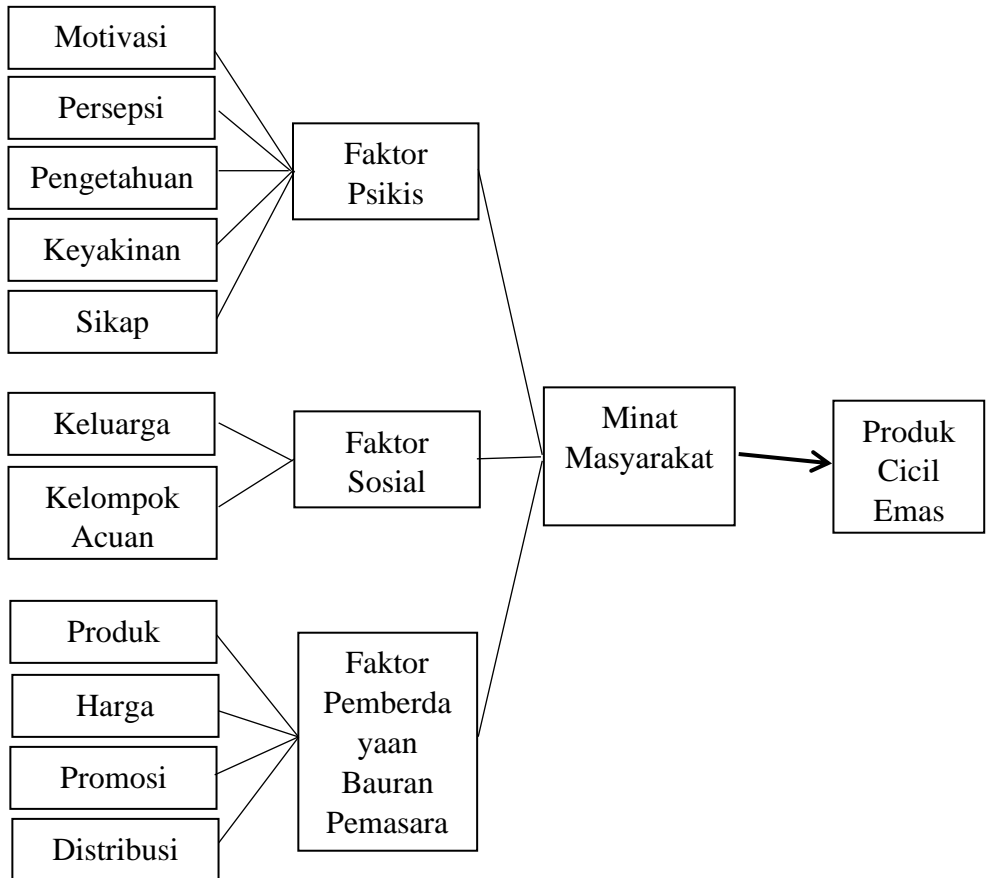 Motivasi
Persepsi
Pengetahuan
Keyakinan
Sikap
Faktor
Psikis
Keluarga
Kelompok
Acuan
Faktor
Sosial
Produk
Harga
Promosi
Distribusi
Faktor
Pemberda
yaan
Bauran
Pemasara
Minat
Masyarakat
Produk
Cicil
Emas